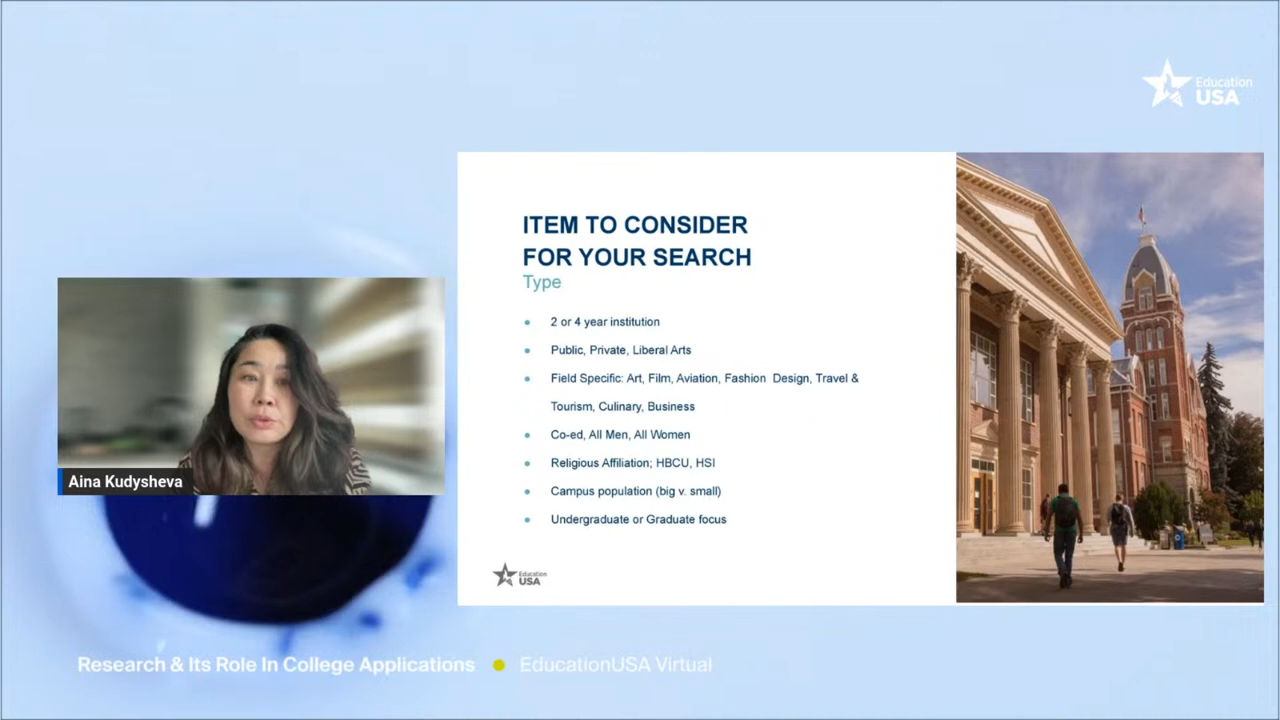 Education
USA
ITEM TO CONSIDER
FOR YOUR SEARCH
Type
• 2 or 4 year institution
• Public, Private, Liberal Arts
• Field Specific: Art, Film, Aviation, Fashion Design, Travel &
Tourism, Culinary, Business
• Co-ed, All Men, All Women
• Religious Affiliation; HBCU, HSI
• Campus population (big v. small)
• Undergraduate or Graduate focus
Education
USA
Aina Kudysheva
Research & Its Role In College Applications • EducationUSA Virtual